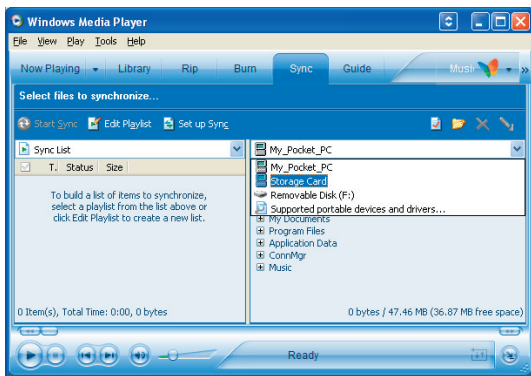 Windows Media Player
File View Play Tools Help
Now Playing Library Rip Burn Sync Guide Music
Select files to synchronize...
Start Sync Edit Playlist Set up Sync
Sync List My_Pocket_PC
T. Status Size My_Pocket_PC
Storage Card
Removable Disk (F:)
Supported portable devices and drivers...
To build a list of items to synchronize,
select a playlist from the list above or
click Edit Playlist to create a new list.
My Documents
Program Files
Application Data
ConnMgr
Music
0 Item(s), Total Time: 0:00, 0 bytes 0 bytes / 47.46 MB (36.87 MB free space)
Ready